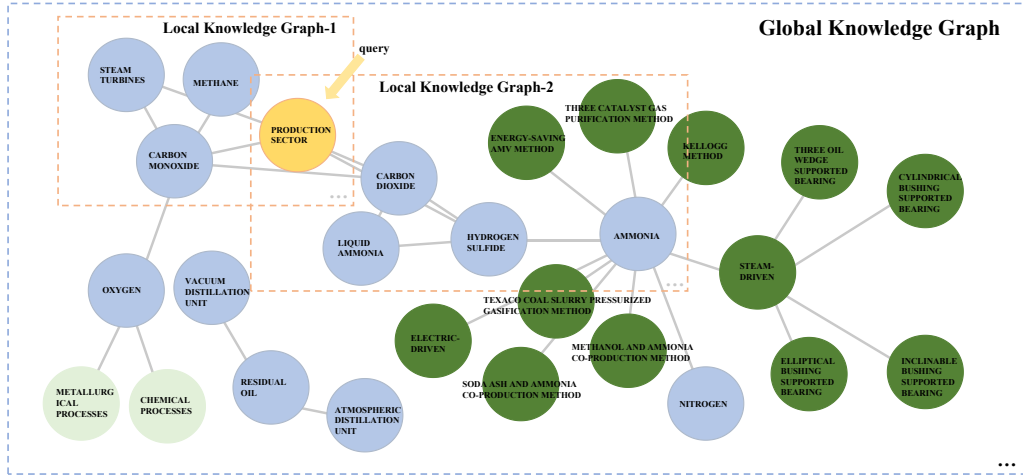 Local Knowledge Graph-1
Global Knowledge Graph
query
STEAM
TURBINES
METHANE
Local Knowledge Graph-2
PRODUCTION
SECTOR
THREE CATALYST GAS
PURIFICATION METHOD
ENERGY-SAVING
AMV METHOD
KELLOGG
METHOD
CARBON
MONOXIDE
THREE OIL
WEDGE
SUPPORTED
BEARING
CYLINDRICAL
BUSHING
SUPPORTED
BEARING
CARBON
DIOXIDE
...
LIQUID
AMMONIA
HYDROGEN
SULFIDE
AMMONIA
STEAM-
DRIVEN
OXYGEN
VACUUM
DISTILLATION
UNIT
...
TEXACO COAL SLURRY PRESSURIZED
GASIFICATION METHOD
ELECTRIC-
DRIVEN
METHANOL AND AMMONIA
CO-PRODUCTION METHOD
ELLIPTICAL
BUSHING
SUPPORTED
BEARING
INCLINABLE
BUSHING
SUPPORTED
BEARING
METALLURG
ICAL
PROCESSES
CHEMICAL
PROCESSES
RESIDUAL
OIL
SODA ASH AND AMMONIA
CO-PRODUCTION METHOD
ATMOSPHERIC
DISTILLATION
UNIT
NITROGEN
...